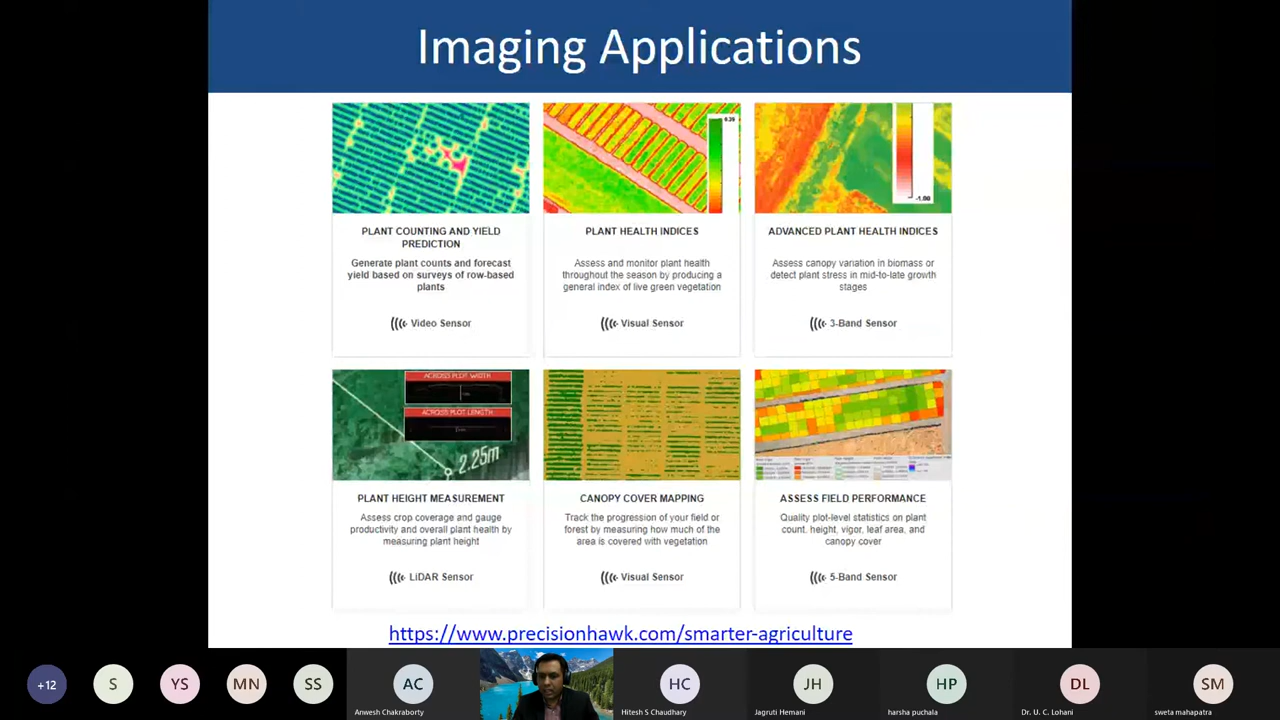 Imaging Applications
0.39
-1.00
PLANT COUNTING AND YIELD
PREDICTION
Generate plant counts and forecast
yield based on surveys of row-based
plants
Video Sensor
PLANT HEALTH INDICES
Assess and monitor plant health
throughout the season by producing a
general index of live green vegetation
Visual Sensor
ADVANCED PLANT HEALTH INDICES
Assess canopy variation in biomass or
detect plant stress in mid-to-late growth
stages
3-Band Sensor
ACROSS PLOT WIDTH
ACROSS PLOT LENGTH
2.25m
PLANT HEIGHT MEASUREMENT
Assess crop coverage and gauge
productivity and overall plant health by
measuring plant height
LiDAR Sensor
CANOPY COVER MAPPING
Track the progression of your field or
forest by measuring how much of the
area is covered with vegetation
Visual Sensor
ASSESS FIELD PERFORMANCE
Quality plot-level statistics on plant
count, height, vigor, leaf area, and
canopy cover
5-Band Sensor
https://www.precisionhawk.com/smarter-agriculture
+12
S
YS
MN
SS
AC
Anwesh Chakraborty
HC
Hitesh S Chaudhary
JH
Jagruti Hemani
HP
harsha puchala
DL
Dr. U. C. Lohani
SM
sweta mahapatra